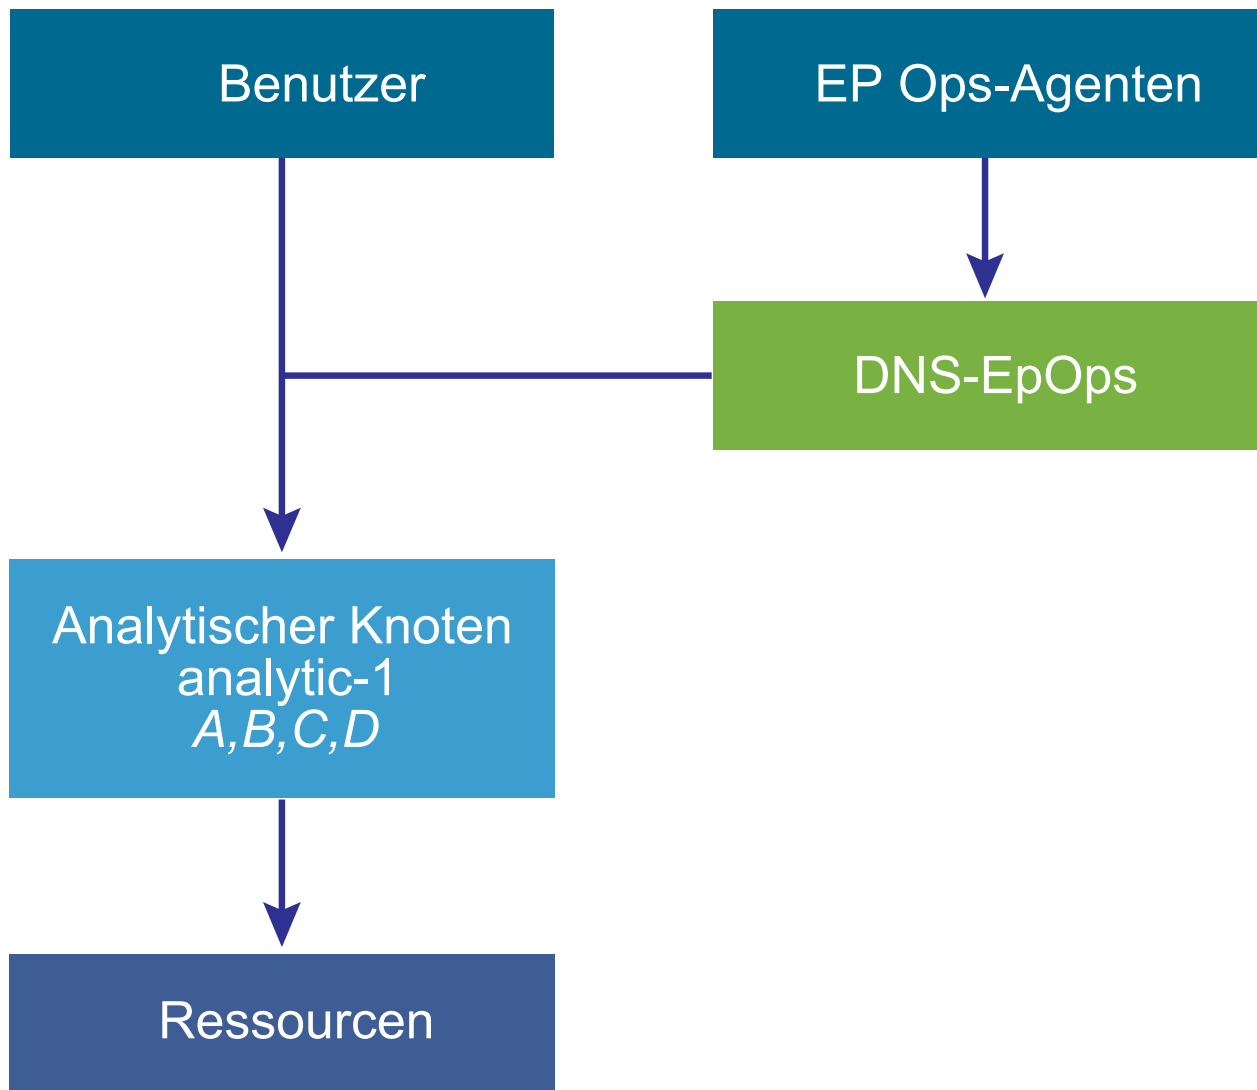 Benutzer
EP Ops-Agenten
DNS-EpOps
Analytischer Knoten
analytic-1
A,B,C,D
Ressourcen